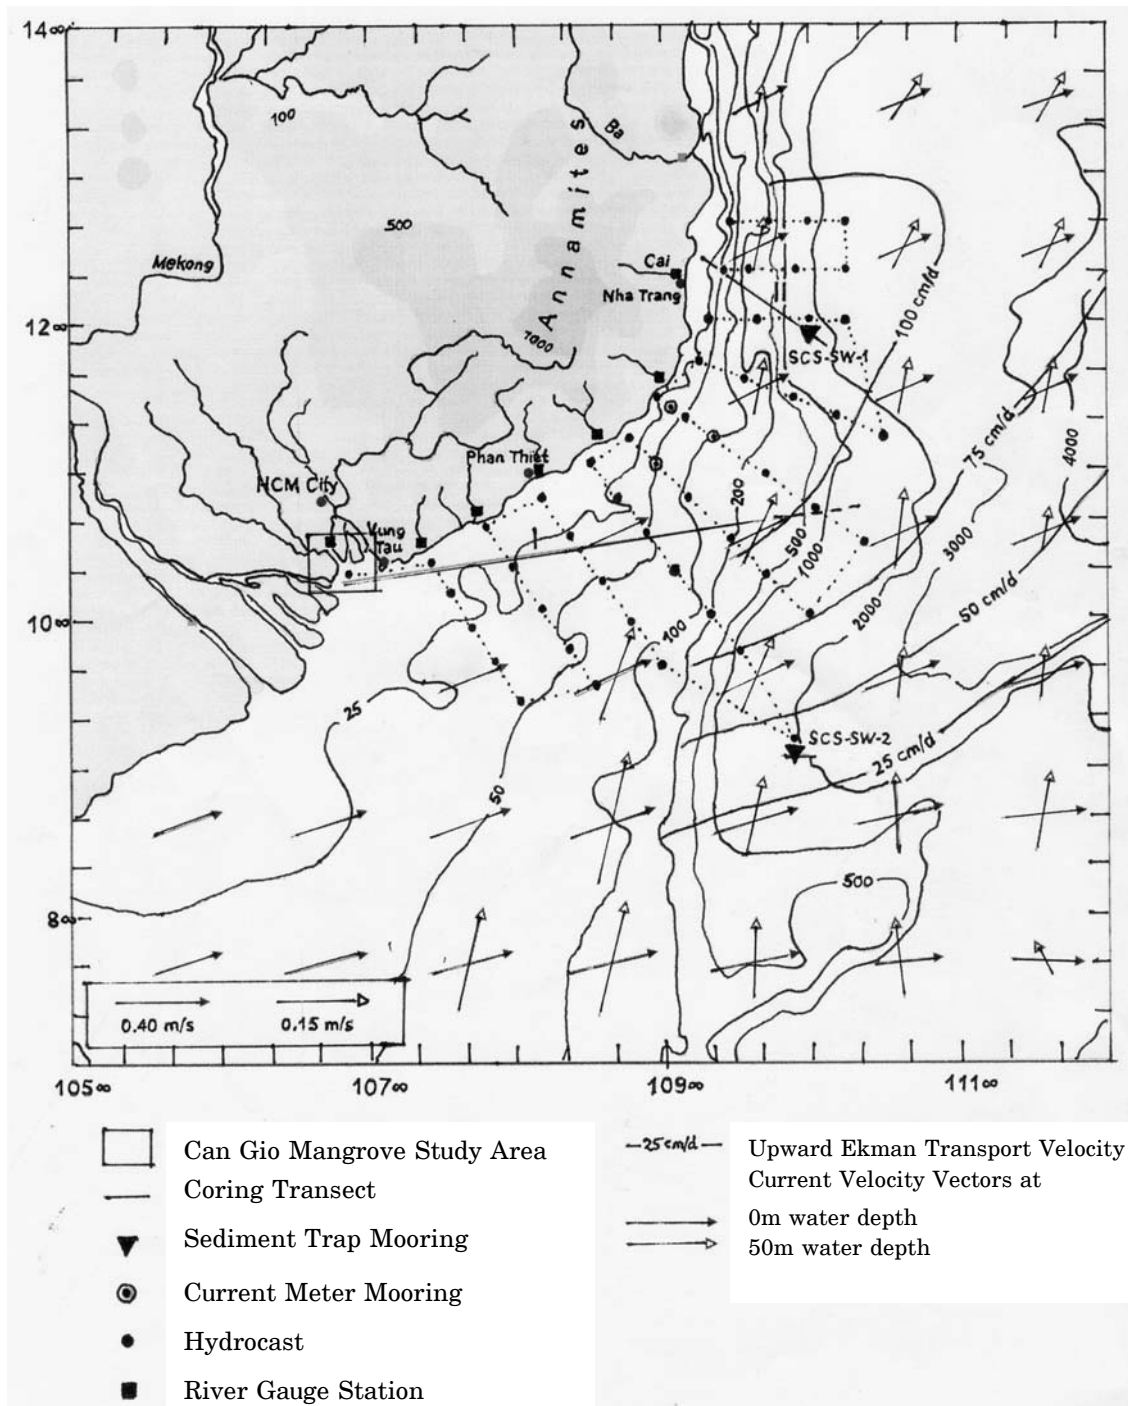 14∞
100
Ba
Annamites
500
Mekong
Cai
Nha Trang
100 cm/d
12∞
1000
SCS-SW-1
75 cm/d
4000
Phan Thiet
HCM City
200
Vung
Tau
500
1000
3000
50 cm/d
10∞
2000
100
25
SCS-SW-2
25 cm/d
50
500
8∞
0.40 m/s
0.15 m/s
105∞
107∞
109∞
111∞
Can Gio Mangrove Study Area
Coring Transect
Sediment Trap Mooring
Current Meter Mooring
Hydrocast
River Gauge Station
25 cm/d
Upward Ekman Transport Velocity
Current Velocity Vectors at
0m water depth
50m water depth